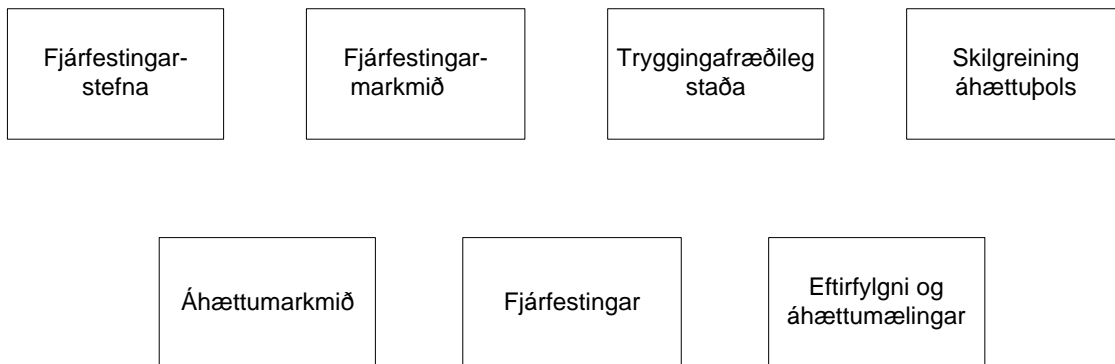 Fjárfestingar-
stefna
Fjárfestingar-
markmið
Tryggingafræðileg
staða
Skilgreining
áhættuþols
Áhættumarkmið
Fjárfestingar
Eftirfylgni og
áhættumælingar